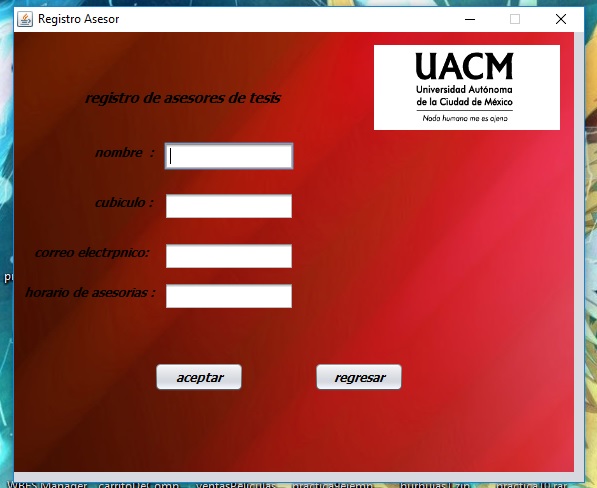 Registro Asesor
UACM
Universidad Autónoma
de la Ciudad de México
Nada humano me es ajeno
registro de asesores de tesis
nombre :
cubiculo :
correo electrpnico:
horario de asesorias :
aceptar
regresar